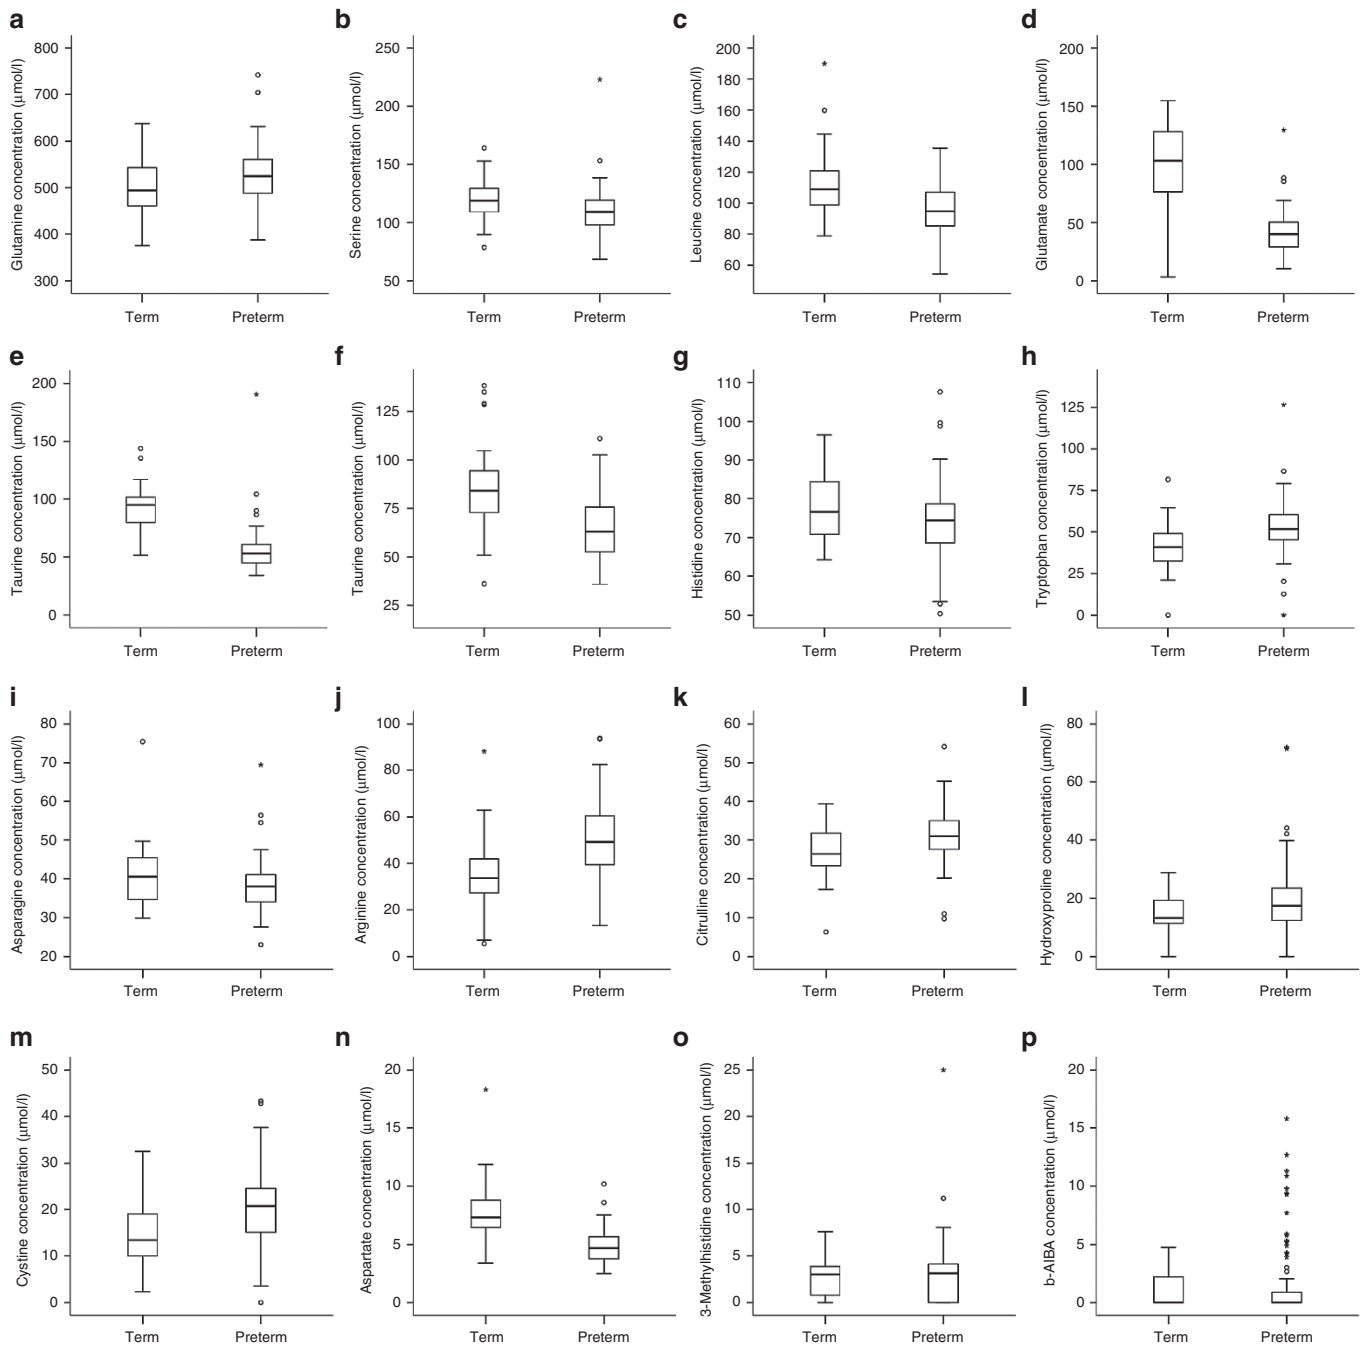 a
Glutamine concentration (μmol/l)
800
700
600
500
400
300
Term Preterm
b
Serine concentration (μmol/l)
250
200
150
100
50
Term Preterm
c
Leucine concentration (μmol/l)
200
180
160
140
120
100
80
60
Term Preterm
d
Glutamate concentration (μmol/l)
200
150
100
50
0
Term Preterm
e
Taurine concentration (μmol/l)
200
150
100
50
0
Term Preterm
f
Taurine concentration (μmol/l)
125
100
75
50
25
Term Preterm
g
Histidine concentration (μmol/l)
110
100
90
80
70
60
50
Term Preterm
h
Tryptophan concentration (μmol/l)
125
100
75
50
25
0
Term Preterm
i
Asparagine concentration (μmol/l)
80
70
60
50
40
30
20
Term Preterm
j
Arginine concentration (μmol/l)
100
80
60
40
20
0
Term Preterm
k
Citrulline concentration (μmol/l)
60
50
40
30
20
10
0
Term Preterm
l
Hydroxyproline concentration (μmol/l)
80
60
40
20
0
Term Preterm
m
Cystine concentration (μmol/l)
50
40
30
20
10
0
Term Preterm
n
Aspartate concentration (μmol/l)
20
15
10
5
0
Term Preterm
o
3-Methylhistidine concentration (μmol/l)
25
20
15
10
5
0
Term Preterm
p
b-AIBA concentration (μmol/l)
20
15
10
5
0
Term Preterm